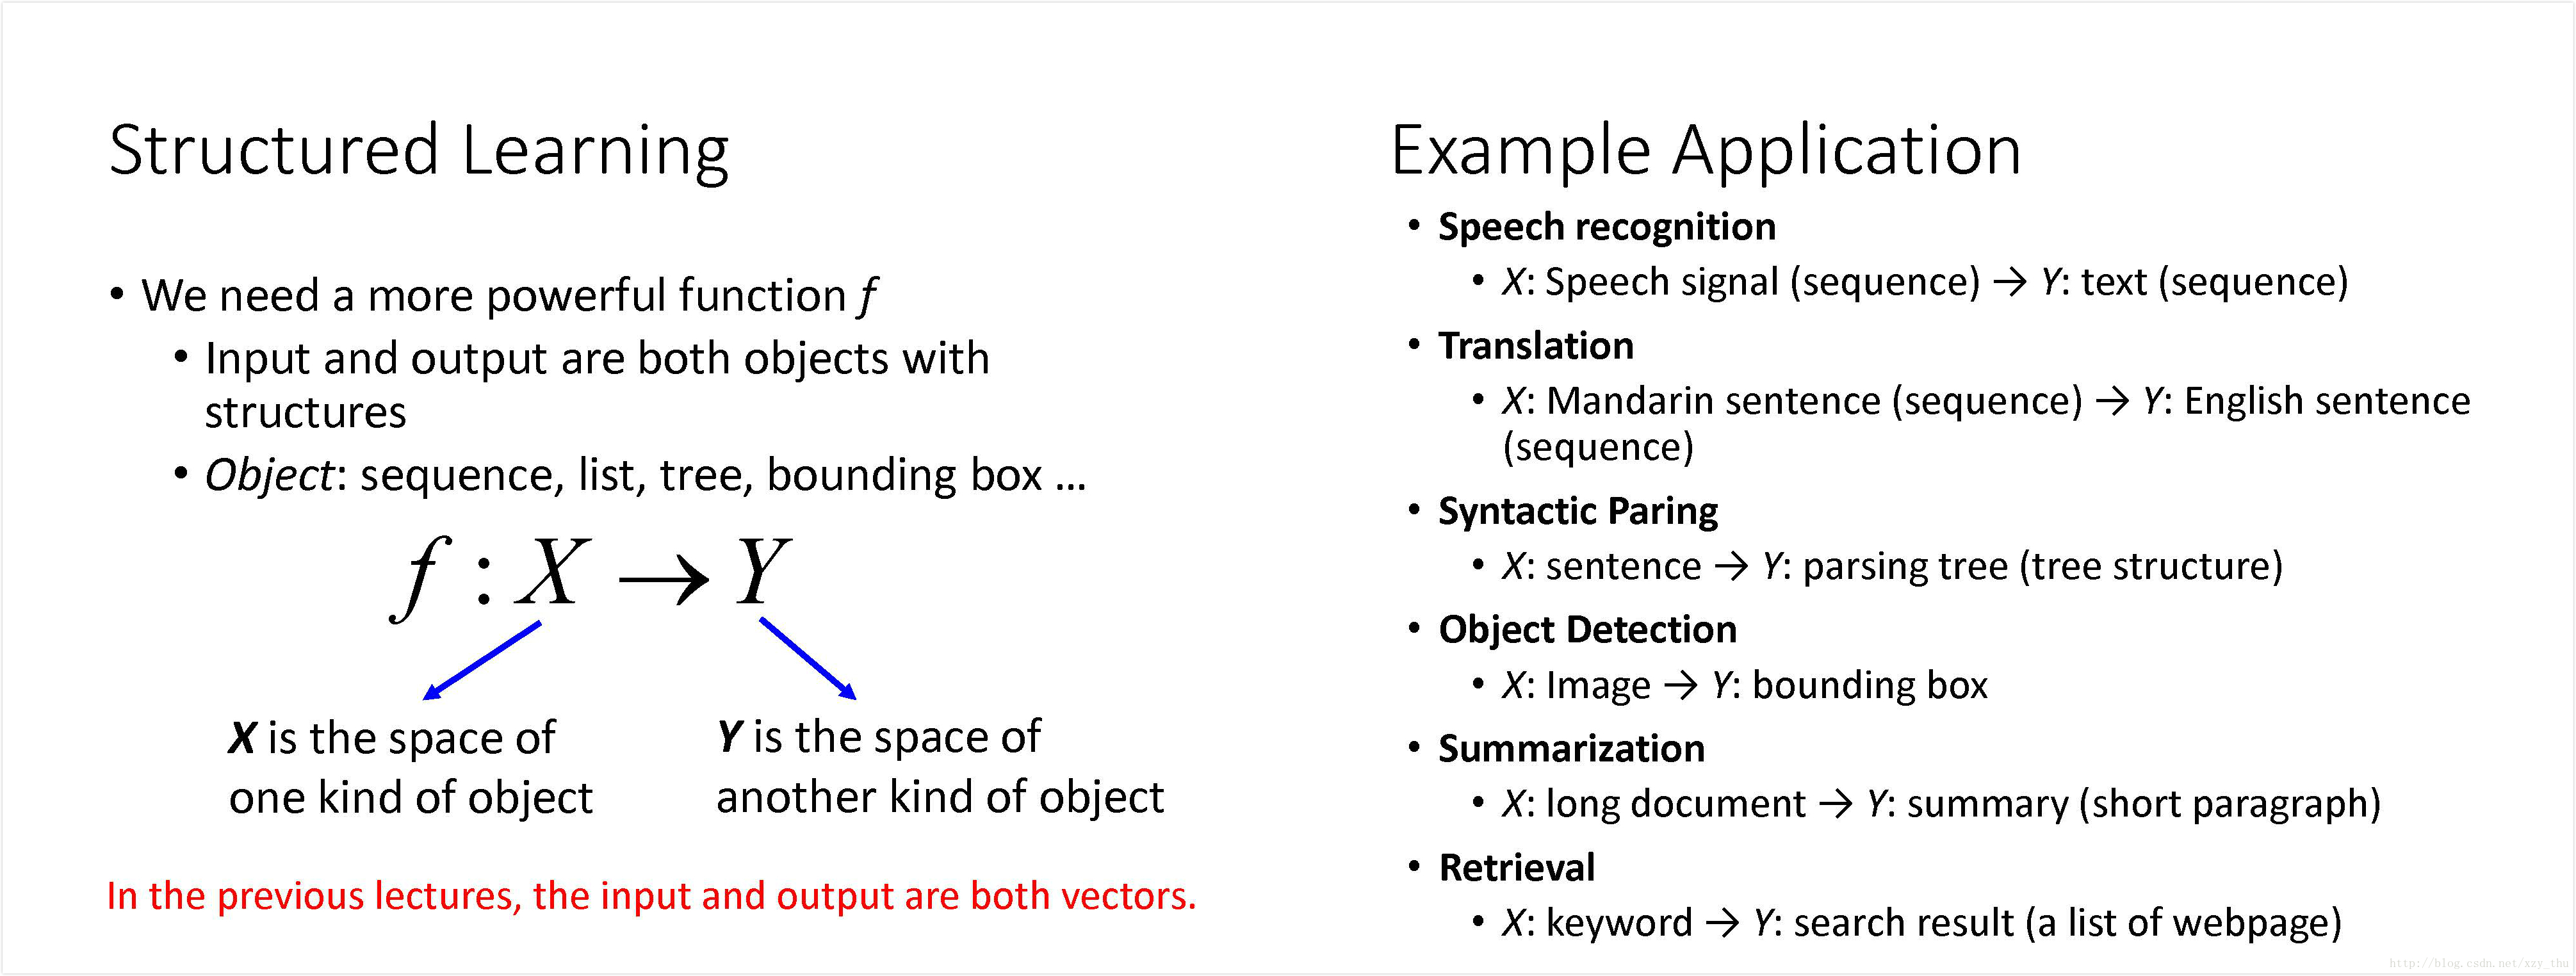 Structured Learning
• We need a more powerful function f
• Input and output are both objects with
structures
• Object: sequence, list, tree, bounding box ...
f : X → Y
X is the space of
one kind of object
Y is the space of
another kind of object
In the previous lectures, the input and output are both vectors.
Example Application
• Speech recognition
• X: Speech signal (sequence) → Y: text (sequence)
• Translation
• X: Mandarin sentence (sequence) → Y: English sentence
(sequence)
• Syntactic Paring
• X: sentence → Y: parsing tree (tree structure)
• Object Detection
• X: Image → Y: bounding box
• Summarization
• X: long document → Y: summary (short paragraph)
• Retrieval
• X: keyword → Y: search result (a list of webpage)
http://blog.csdn.net/xzy_thu